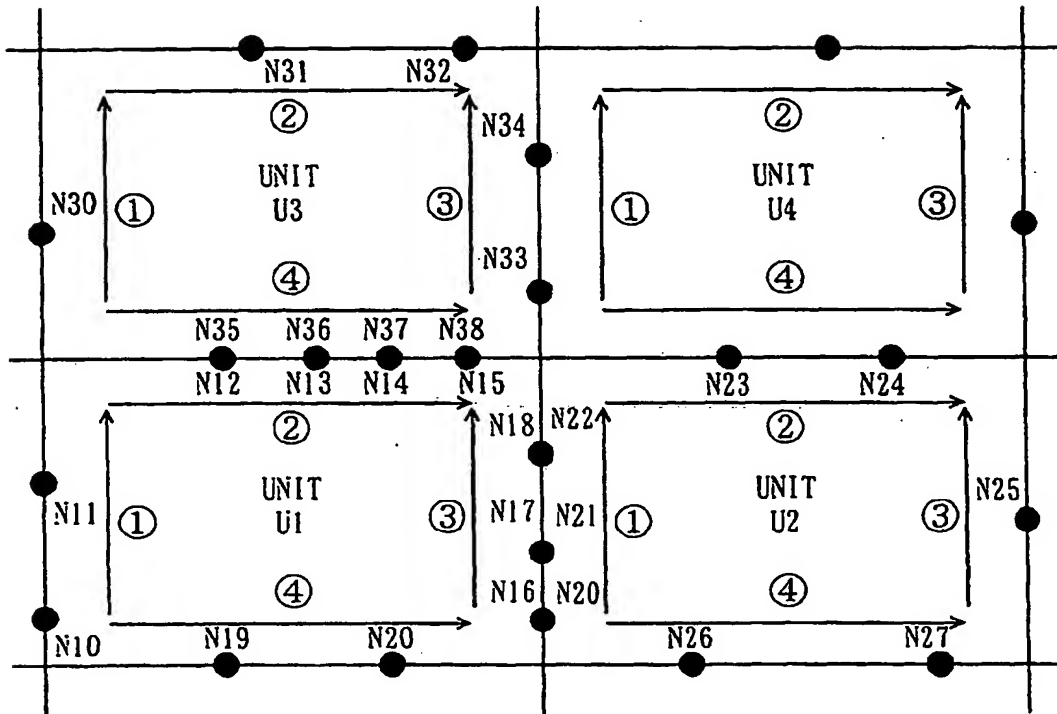 N31 N32
② ②
N34
UNIT UNIT
N30 ① U3 ③ ① U4 ③
N33
④ ④
N35 N36 N37 N38
N12 N13 N14 N15 N23 N24
② N18 N22 ②
UNIT UNIT N25
N11 ① U1 ③ N17 N21 ① U2 ③
④ N16 N20 ④
N10 N19 N20 N26 N27